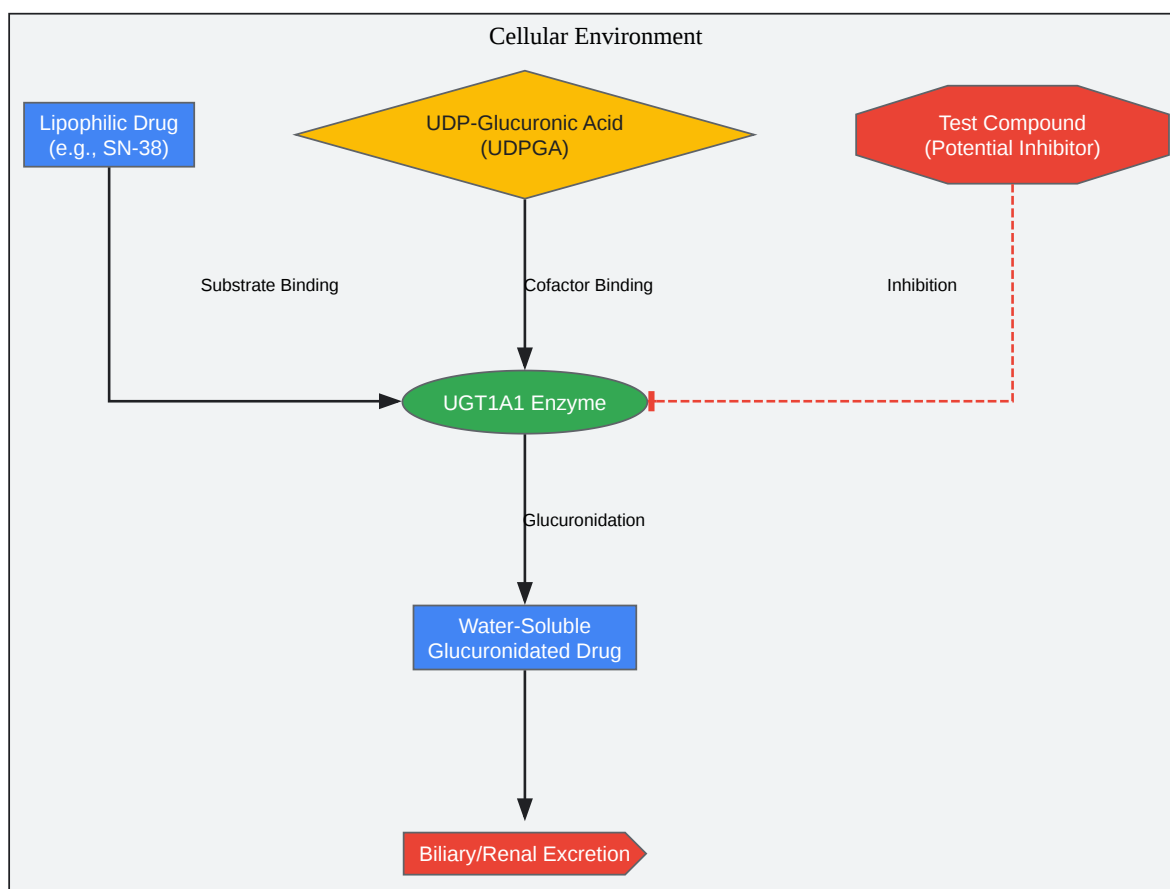 Cellular Environment
Lipophilic Drug
(e.g., SN-38)
UDP-Glucuronic Acid
(UDPGA)
Test Compound
(Potential Inhibitor)
Substrate Binding
Cofactor Binding
Inhibition
UGT1A1 Enzyme
Glucuronidation
Water-Soluble
Glucuronidated Drug
Biliary/Renal Excretion